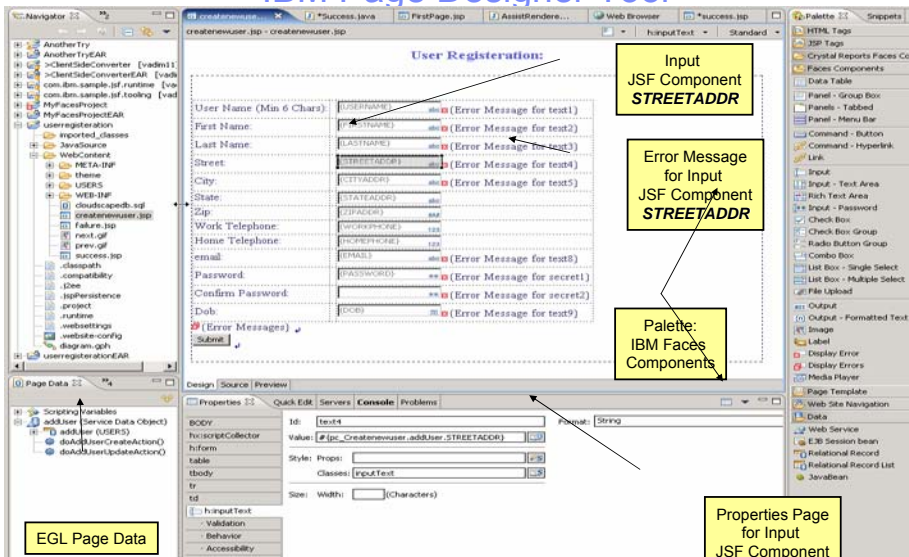 IBM Page Designer Tool
Navigator
AnotherTry
AnotherTryEAR
>ClientSideConverter [vadim11
>ClientSideConverterEAR [vadi
com.ibm.sample.jsf.runtime [va
com.ibm.sample.jsf.tooling [vad
MyFacesProject
MyFacesProjectEAR
userregisteration
imported_classes
JavaSource
WebContent
META-INF
theme
USERS
WEB-INF
cloudscapedb.sql
createnewuser.jsp
failure.jsp
next.gif
prev.gif
success.jsp
.classpath
.compatibility
.j2ee
.jspPersistence
.project
.runtime
.websettings
.website-config
diagram.gph
userregisterationEAR
createnewuse...
*Success.java
FirstPage.jsp
AssistRendere...
Web Browser
*success.jsp
createnewuser.jsp - createnewuser.jsp
h:inputText
Standard
User Registeration:
User Name (Min 6 Chars): {USERNAME} (Error Message for text1)
First Name: {FIRSTNAME} (Error Message for text2)
Last Name: {LASTNAME} (Error Message for text3)
Street: {STREETADDR} (Error Message for text4)
City: {CITYADDR} (Error Message for text5)
State: {STATEADDR}
Zip: {ZIPADDR}
Work Telephone: {WORKPHONE}
Home Telephone: {HOMEPHONE}
email {EMAIL} (Error Message for text8)
Password: {PASSWORD} (Error Message for secret1)
Confirm Password: (Error Message for secret2)
Dob: {DOB} (Error Message for text9)
(Error Messages)
Submit
Input
JSF Component
STREETADDR
Error Message
for Input
JSF Component
STREETADDR
Palette:
IBM Faces
Components
Design Source Preview
Palette
Snippets
HTML Tags
JSP Tags
Crystal Reports Faces Co
Faces Components
Data Table
Panel - Group Box
Panels - Tabbed
Panel - Menu Bar
Command - Button
Command - Hyperlink
Link
Input
Input - Text Area
Rich Text Area
Input - Password
Check Box
Check Box Group
Radio Button Group
Combo Box
List Box - Single Select
List Box - Multiple Select
File Upload
Output
Output - Formatted Text
Image
Label
Display Error
Display Errors
Media Player
Page Template
Web Site Navigation
Data
Web Service
EJB Session bean
Relational Record
Relational Record List
JavaBean
Page Data
Scripting Variables
addUser (Service Data Object)
addUser (USERS)
doAddUserCreateAction()
doAddUserUpdateAction()
EGL Page Data
Properties
Quick Edit
Servers
Console
Problems
BODY
hx:scriptCollector
h:form
table
tbody
tr
td
h:inputText
Validation
Behavior
Accessibility
Id: text4
Format: String
Value: #{pc_Createnewuser.addUser.STREETADDR}
Style: Props:
Classes: inputText
Size: Width: (Characters)
Properties Page
for Input
JSF Component